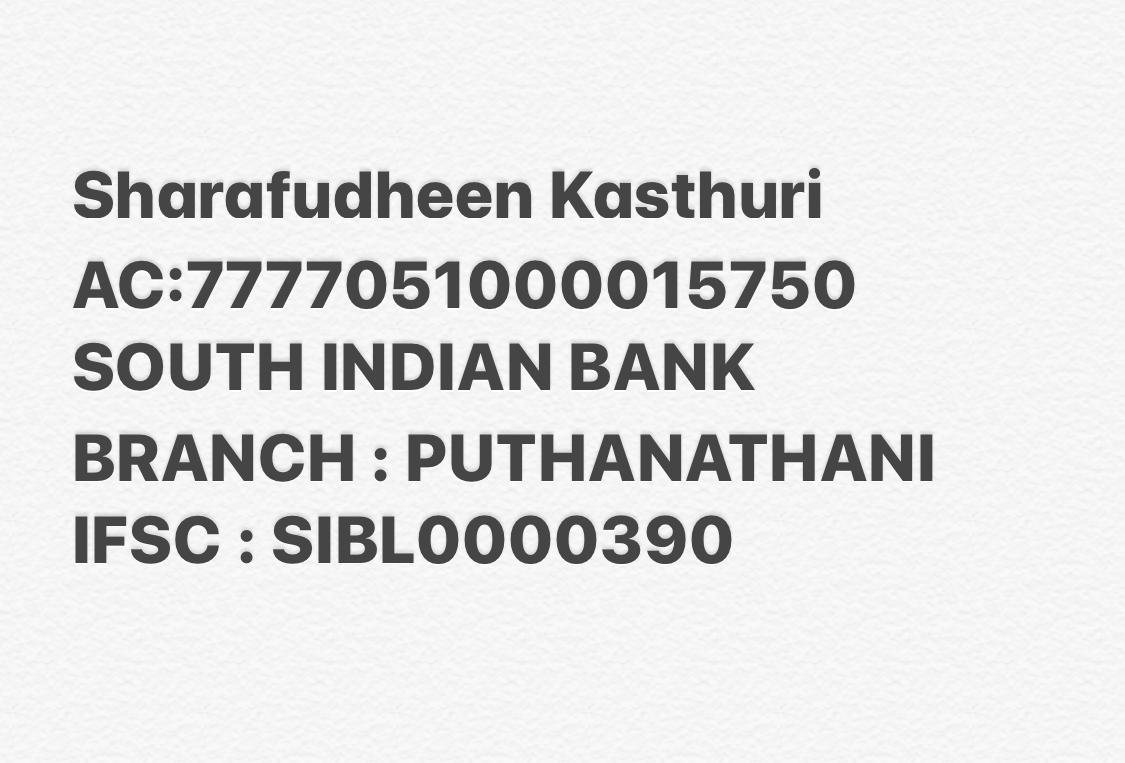 Sharafudheen Kasthuri
AC:7777051000015750
SOUTH INDIAN BANK
BRANCH : PUTHANATHANI
IFSC : SIBL0000390